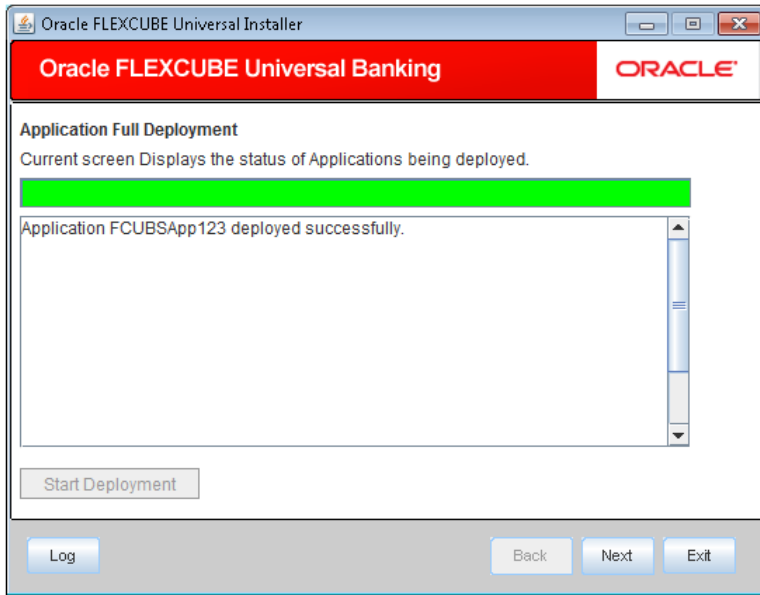 Oracle FLEXCUBE Universal Installer
Oracle FLEXCUBE Universal Banking
ORACLE
Application Full Deployment
Current screen Displays the status of Applications being deployed.
Application FCUBSApp123 deployed successfully.
Start Deployment
Log
Back
Next
Exit